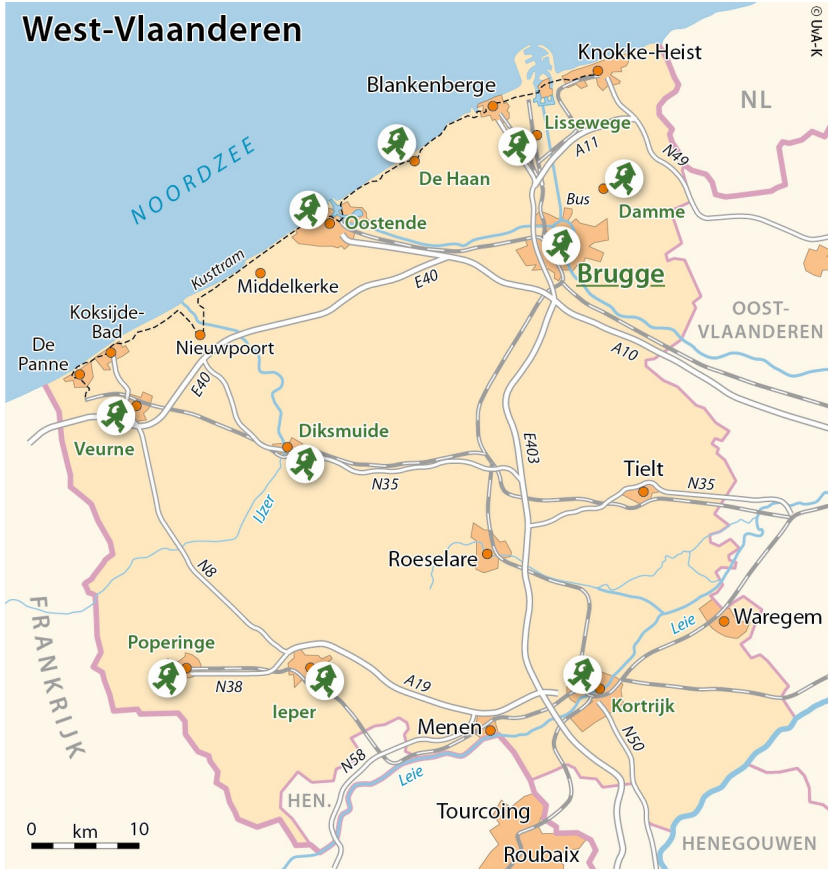 West-Vlaanderen
© UvA-K
Knokke-Heist
Blankenberge
NL
Lissewege
A11
N49
NOORDZEE
De Haan
Bus
Damme
Oostende
Kusttram
Brugge
Middelkerke
E40
Koksijde-
Bad
OOST-
VLAANDEREN
De
Panne
Nieuwpoort
A10
E40
Veurne
Diksmuide
E403
Tielt
N35
N35
IJzer
Roeselare
N8
FRANKRIJK
Leie
Waregem
Poperinge
N38
A19
Ieper
Kortrijk
Menen
N50
N58
Leie
HEN.
Tourcoing
0 km 10
HENEGOUWEN
Roubaix